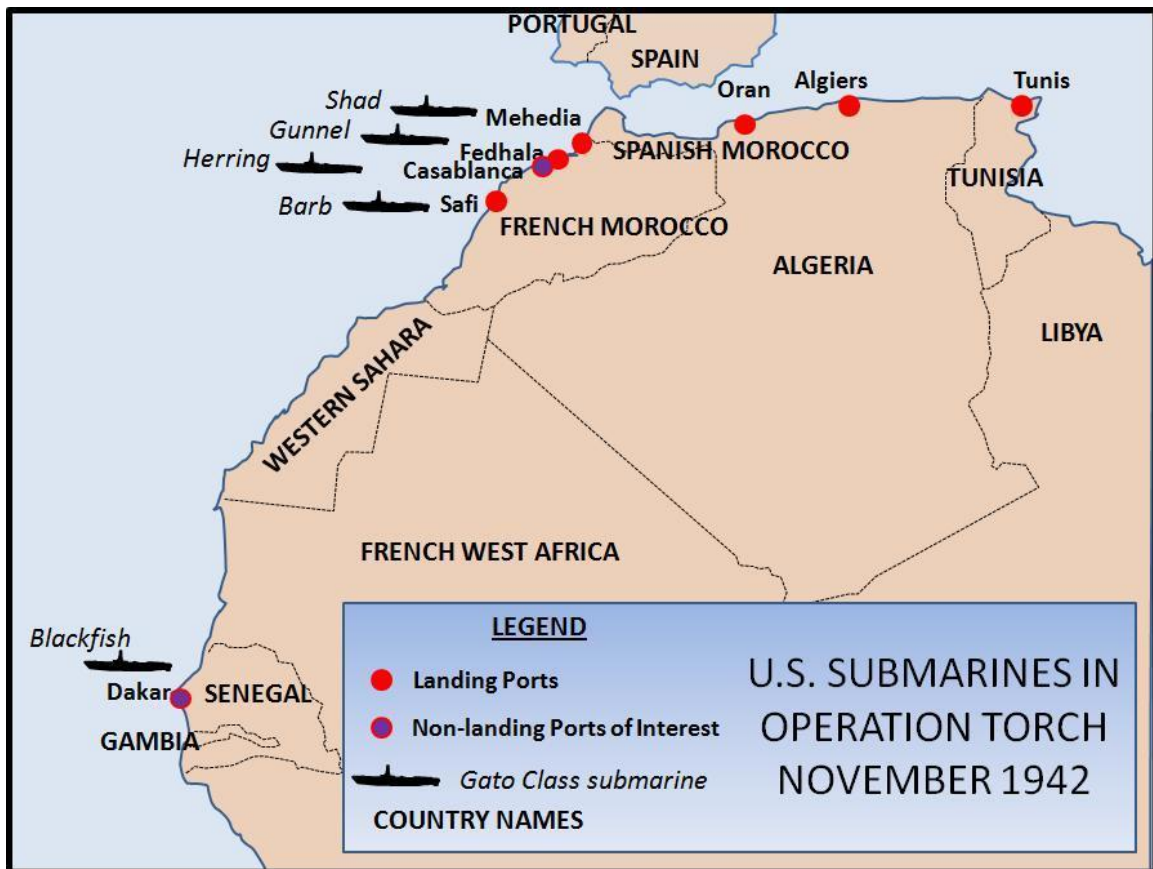 PORTUGAL
SPAIN
Shad
Gunnel
Herring
Barb
Mehedia
Fedhala
Casablanca
Safi
Oran
Algiers
Tunis
SPANISH MOROCCO
FRENCH MOROCCO
TUNISIA
ALGERIA
LIBYA
WESTERN SAHARA
FRENCH WEST AFRICA
Blackfish
Dakar
SENEGAL
GAMBIA
LEGEND
Landing Ports
Non-landing Ports of Interest
Gato Class submarine
COUNTRY NAMES
U.S. SUBMARINES IN
OPERATION TORCH
NOVEMBER 1942